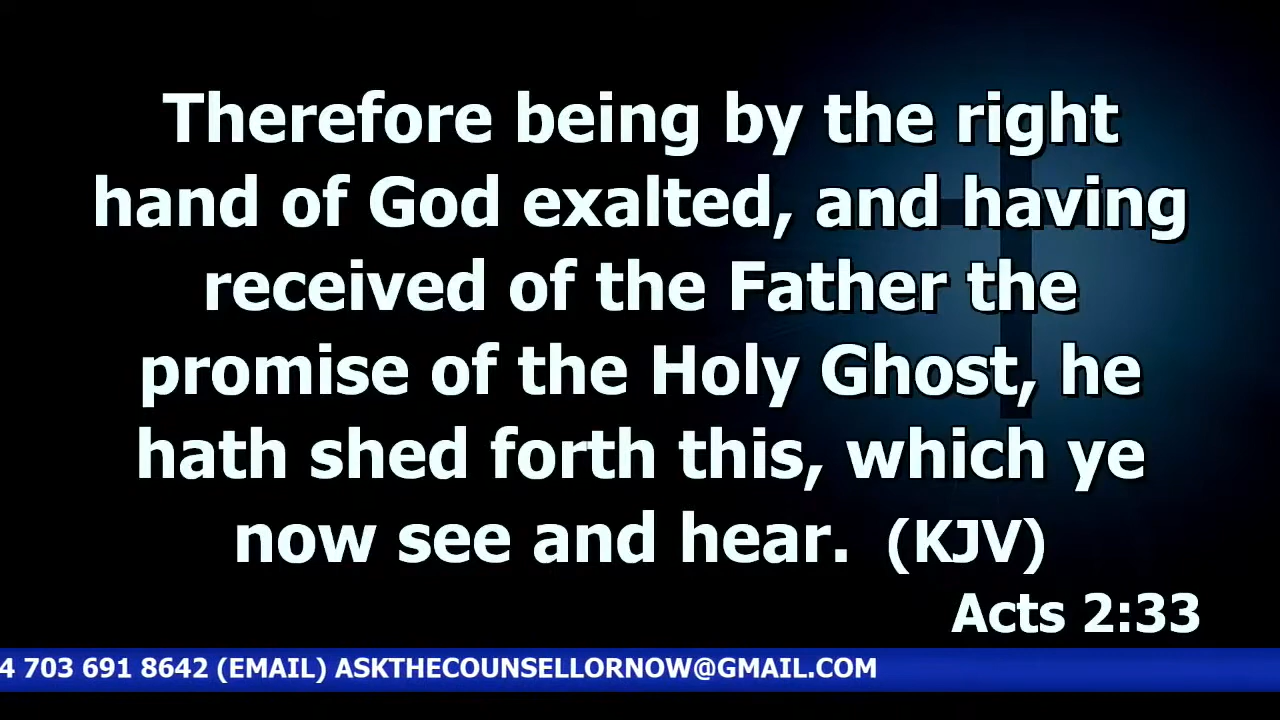 Therefore being by the right
hand of God exalted, and having
received of the Father the
promise of the Holy Ghost, he
hath shed forth this, which ye
now see and hear. (KJV)
Acts 2:33
4 703 691 8642 (EMAIL) ASKTHECOUNSELLORNOW@GMAIL.COM